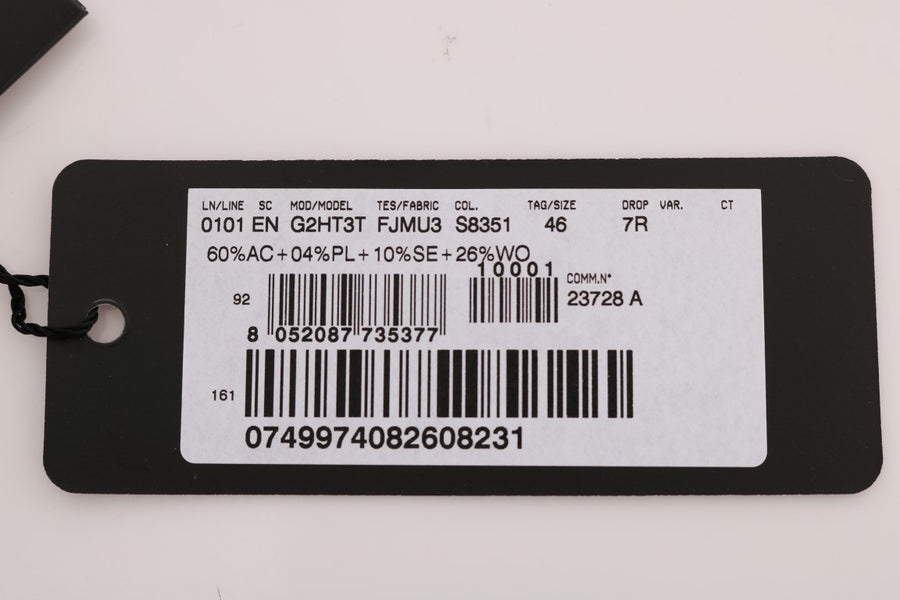 LN/LINE SC MOD/MODEL TES/FABRIC COL. TAG/SIZE DROP VAR. CT
0101 EN G2HT3T FJMU3 S8351 46 7R
60%AC+04%PL+10%SE+26%WO
10001
COMM.N°
92 23728 A
8 052087 735377
161
0749974082608231